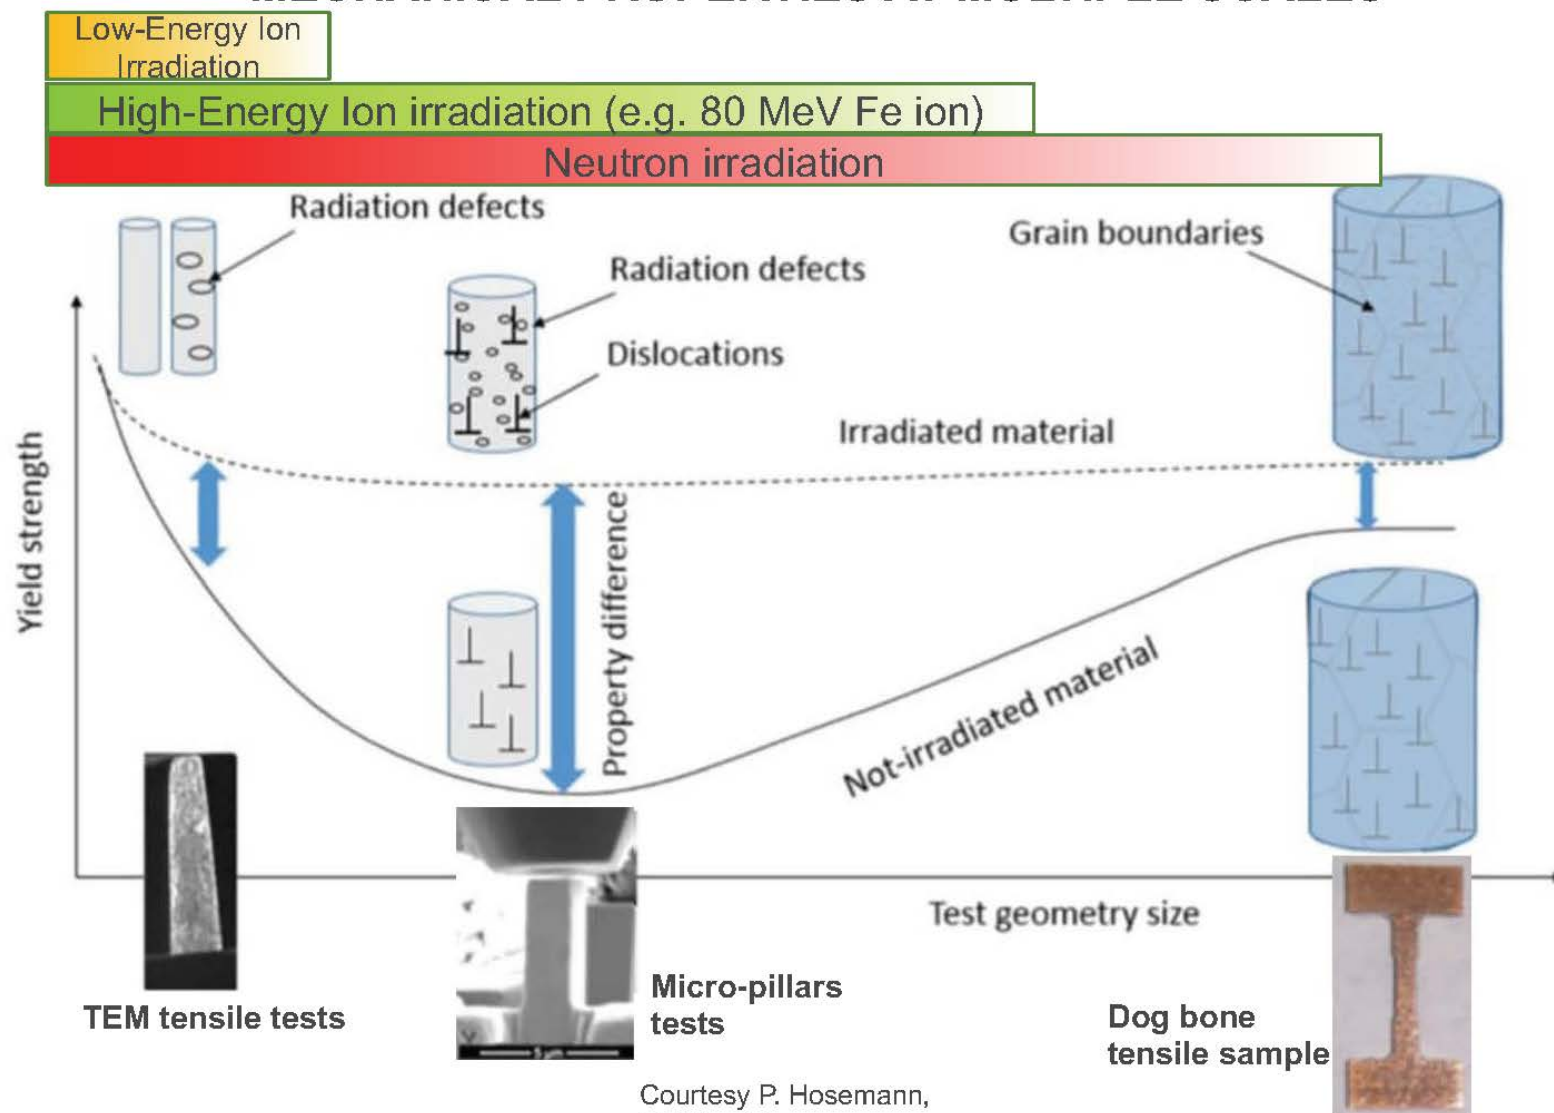 Low-Energy Ion
Irradiation
High-Energy Ion irradiation (e.g. 80 MeV Fe ion)
Neutron irradiation
Radiation defects
Radiation defects
Dislocations
Grain boundaries
Irradiated material
Yield strength
Property difference
Not-irradiated material
Test geometry size
TEM tensile tests
5μm
Micro-pillars
tests
Dog bone
tensile sample
Courtesy P. Hosemann,